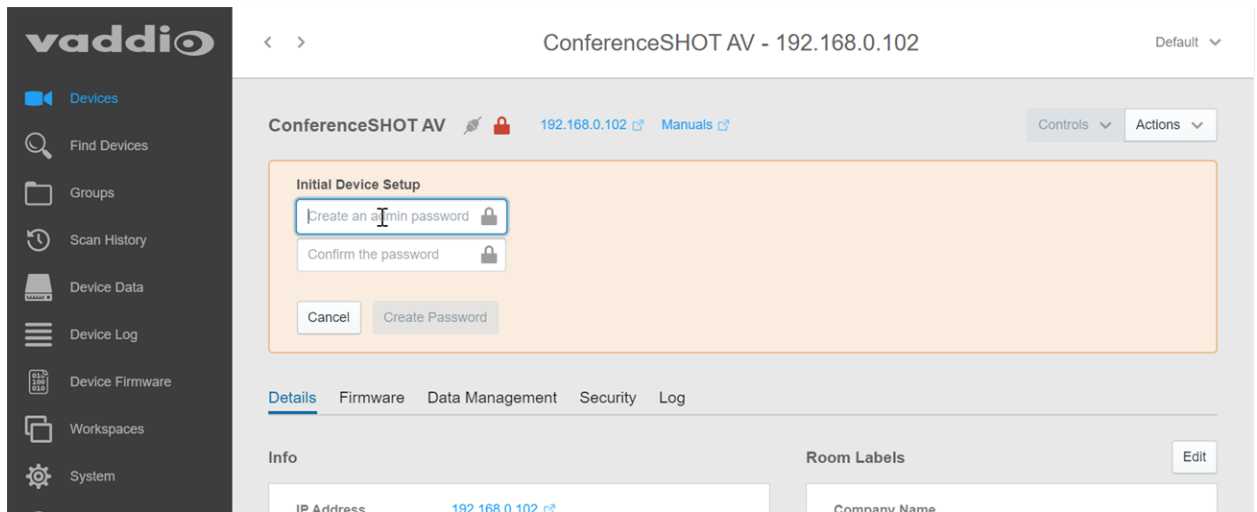 vaddio
Devices
Find Devices
Groups
Scan History
Device Data
Device Log
Device Firmware
Workspaces
System
ConferenceSHOT AV - 192.168.0.102
Default
ConferenceSHOT AV 192.168.0.102 Manuals
Controls Actions
Initial Device Setup
Create an admin password
Confirm the password
Cancel Create Password
Details Firmware Data Management Security Log
Info
IP Address 192.168.0.102
Room Labels Edit
Company Name